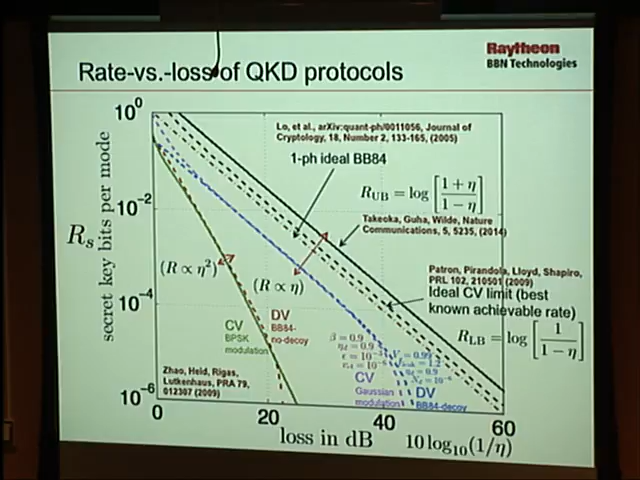 Raytheon
BBN Technologies
Rate-vs.-loss of QKD protocols
10^0
10^-2
10^-4
10^-6
R_s
secret key bits per mode
Lo, et al., arXiv:quant-ph/0011056, Journal of
Cryptology, 18, Number 2, 133-165, (2005)
1-ph ideal BB84
R_UB = log [ 1 + η / 1 − η ]
Takeoka, Guha, Wilde, Nature
Communications, 5, 5235, (2014)
(R ∝ η^2)
(R ∝ η)
Patron, Pirandola, Lloyd, Shapiro,
PRL 102, 210501 (2009)
Ideal CV limit (best
known achievable rate)
R_LB = log [ 1 / 1 − η ]
CV
BPSK
modulation
DV
BB84-
no-decoy
β = 0.9
CV
Gaussian
modulation
DV
BB84-decoy
Zhao, Heid, Rigas,
Lutkenhaus, PRA 79,
012307 (2009)
0
20
40
60
loss in dB
10 log_10(1/η)